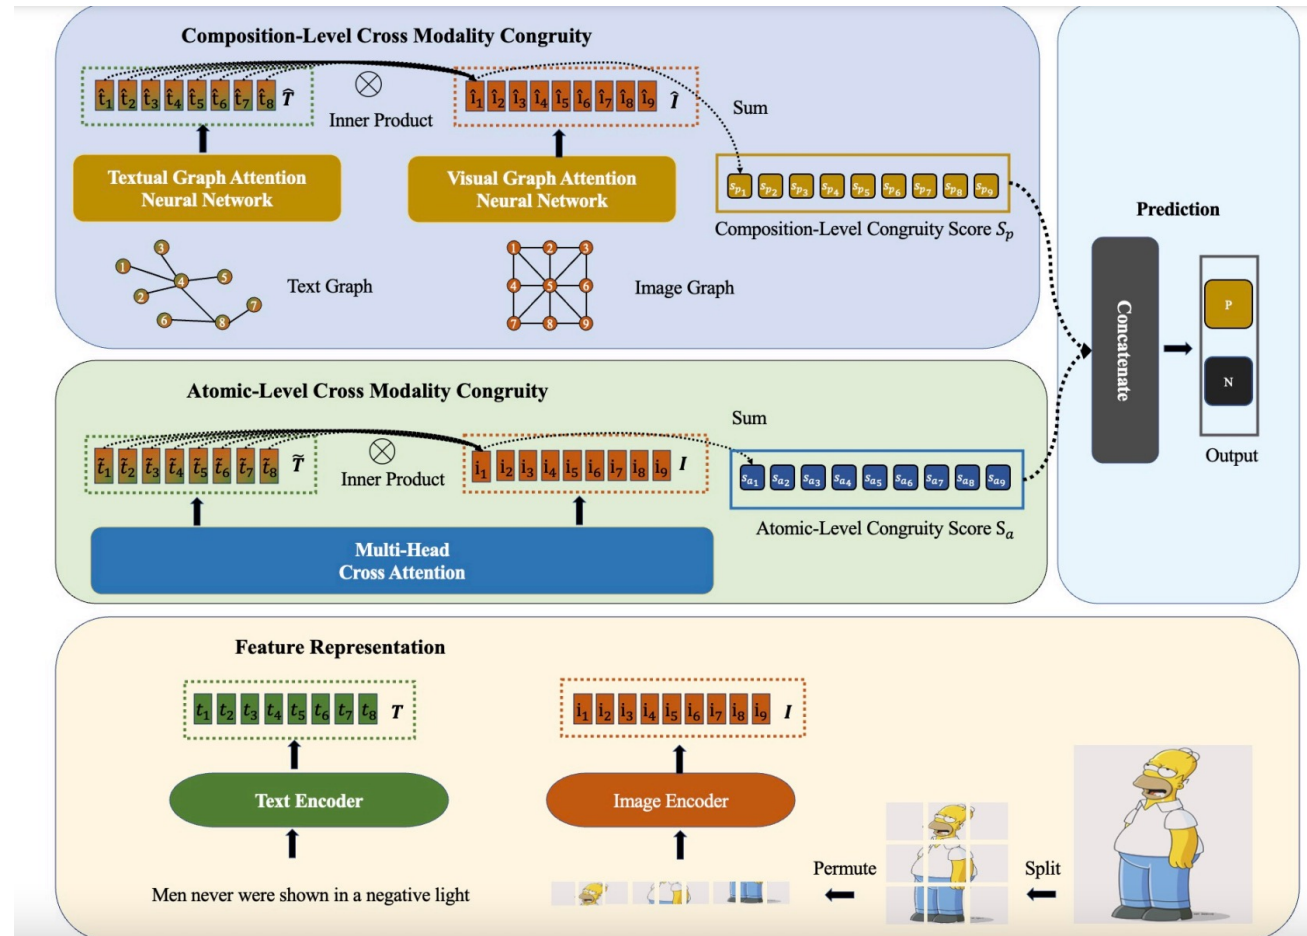 Composition-Level Cross Modality Congruity
t̂1 t̂2 t̂3 t̂4 t̂5 t̂6 t̂7 t̂8 T̂
Inner Product
î1 î2 î3 î4 î5 î6 î7 î8 î9 Î
Sum
Textual Graph Attention
Neural Network
Visual Graph Attention
Neural Network
sp1 sp2 sp3 sp4 sp5 sp6 sp7 sp8 sp9
Composition-Level Congruity Score Sp
3
1
4
5
2
7
6
8
Text Graph
1 2 3
4 5 6
7 8 9
Image Graph
Atomic-Level Cross Modality Congruity
t̃1 t̃2 t̃3 t̃4 t̃5 t̃6 t̃7 t̃8 T̃
Inner Product
i1 i2 i3 i4 i5 i6 i7 i8 i9 I
Sum
sa1 sa2 sa3 sa4 sa5 sa6 sa7 sa8 sa9
Atomic-Level Congruity Score Sa
Multi-Head
Cross Attention
Prediction
Concatenate
P
N
Output
Feature Representation
t1 t2 t3 t4 t5 t6 t7 t8 T
i1 i2 i3 i4 i5 i6 i7 i8 i9 I
Text Encoder
Image Encoder
Men never were shown in a negative light
Permute
Split